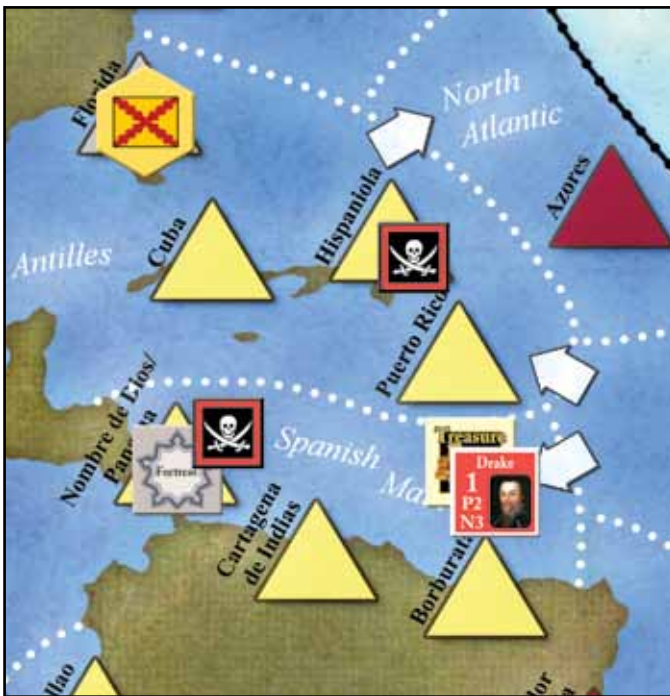 Florida
North
Atlantic
Azores
Antilles
Cuba
Hispaniola
Puerto Rico
Nombre de Dios/
Panama
Fortress
Spanish
Treasure
Drake
1
P2
N3
Cartagena
de Indias
Borburata